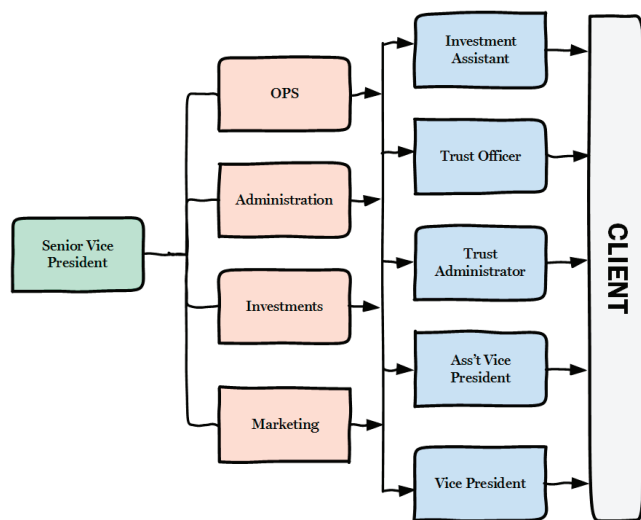 Senior Vice
President
OPS
Administration
Investments
Marketing
Investment
Assistant
Trust Officer
Trust
Administrator
Ass't Vice
President
Vice President
CLIENT